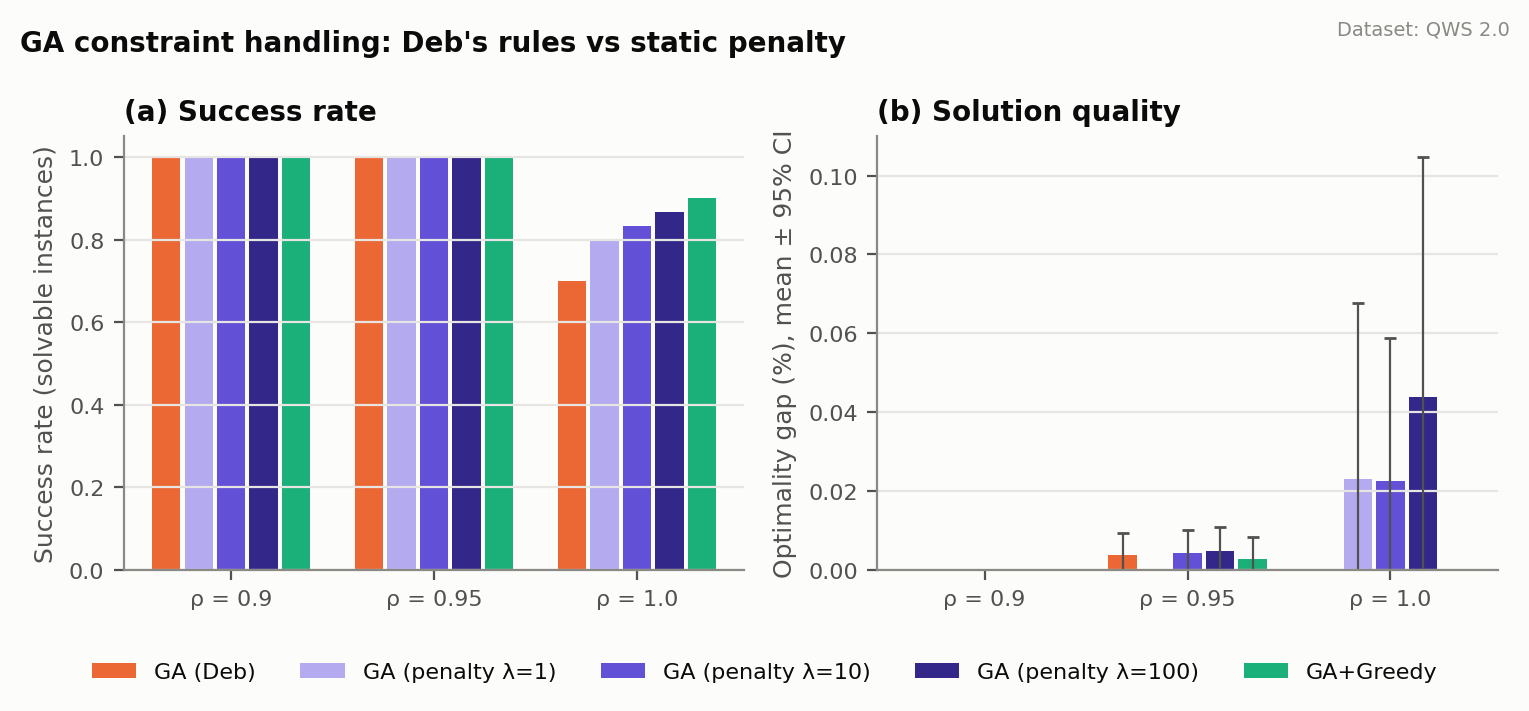 GA constraint handling: Deb's rules vs static penalty
Dataset: QWS 2.0
(a) Success rate
Success rate (solvable instances)
1.0
0.8
0.6
0.4
0.2
0.0
ρ = 0.9
ρ = 0.95
ρ = 1.0
(b) Solution quality
Optimality gap (%), mean ± 95% CI
0.10
0.08
0.06
0.04
0.02
0.00
ρ = 0.9
ρ = 0.95
ρ = 1.0
GA (Deb)
GA (penalty λ=1)
GA (penalty λ=10)
GA (penalty λ=100)
GA+Greedy